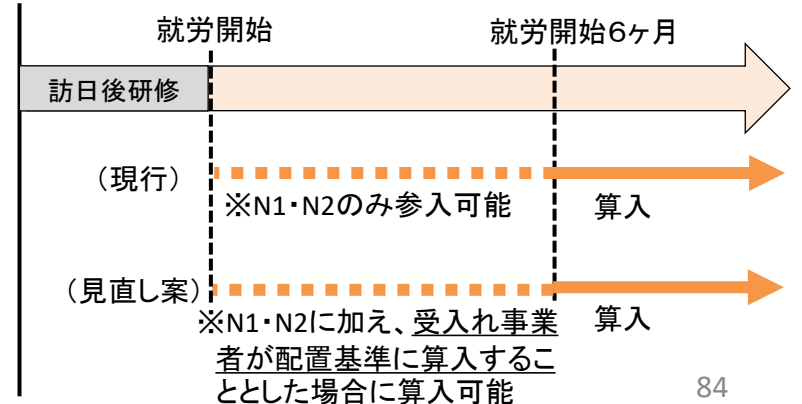 就労開始
就労開始6ヶ月
訪日後研修
（現行）
※N1・N2のみ参入可能
算入
（見直し案）
※N1・N2に加え、受入れ事業
者が配置基準に算入するこ
ととした場合に算入可能
算入
84